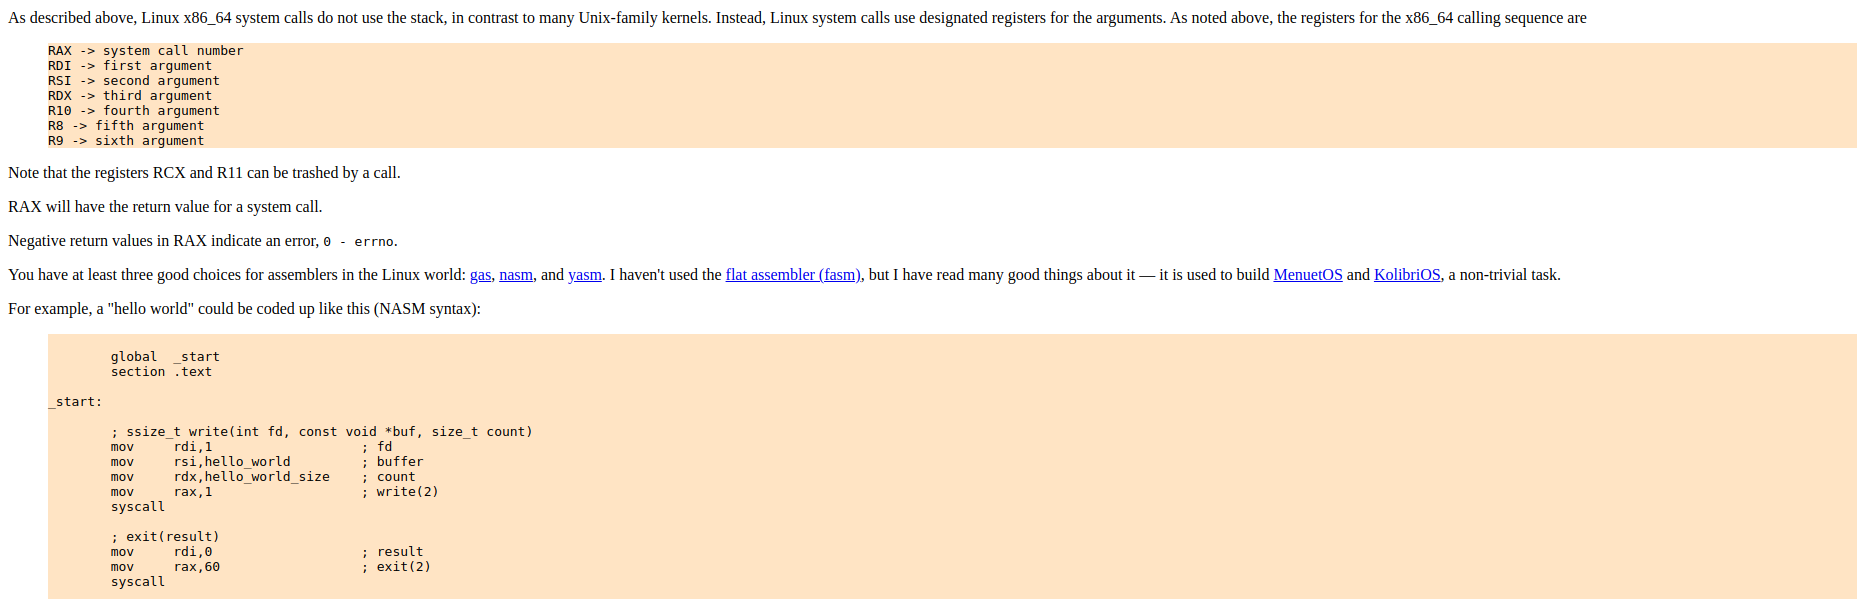 As described above, Linux x86_64 system calls do not use the stack, in contrast to many Unix-family kernels. Instead, Linux system calls use designated registers for the arguments. As noted above, the registers for the x86_64 calling sequence are
RAX -> system call number
RDI -> first argument
RSI -> second argument
RDX -> third argument
R10 -> fourth argument
R8 -> fifth argument
R9 -> sixth argument
Note that the registers RCX and R11 can be trashed by a call.
RAX will have the return value for a system call.
Negative return values in RAX indicate an error, 0 - errno.
You have at least three good choices for assemblers in the Linux world: gas, nasm, and yasm. I haven't used the flat assembler (fasm), but I have read many good things about it — it is used to build MenuetOS and KolibriOS, a non-trivial task.
For example, a "hello world" could be coded up like this (NASM syntax):
        global  _start
        section .text
_start:
        ; ssize_t write(int fd, const void *buf, size_t count)
        mov     rdi,1                   ; fd
        mov     rsi,hello_world         ; buffer
        mov     rdx,hello_world_size    ; count
        mov     rax,1                   ; write(2)
        syscall
        ; exit(result)
        mov     rdi,0                   ; result
        mov     rax,60                  ; exit(2)
        syscall